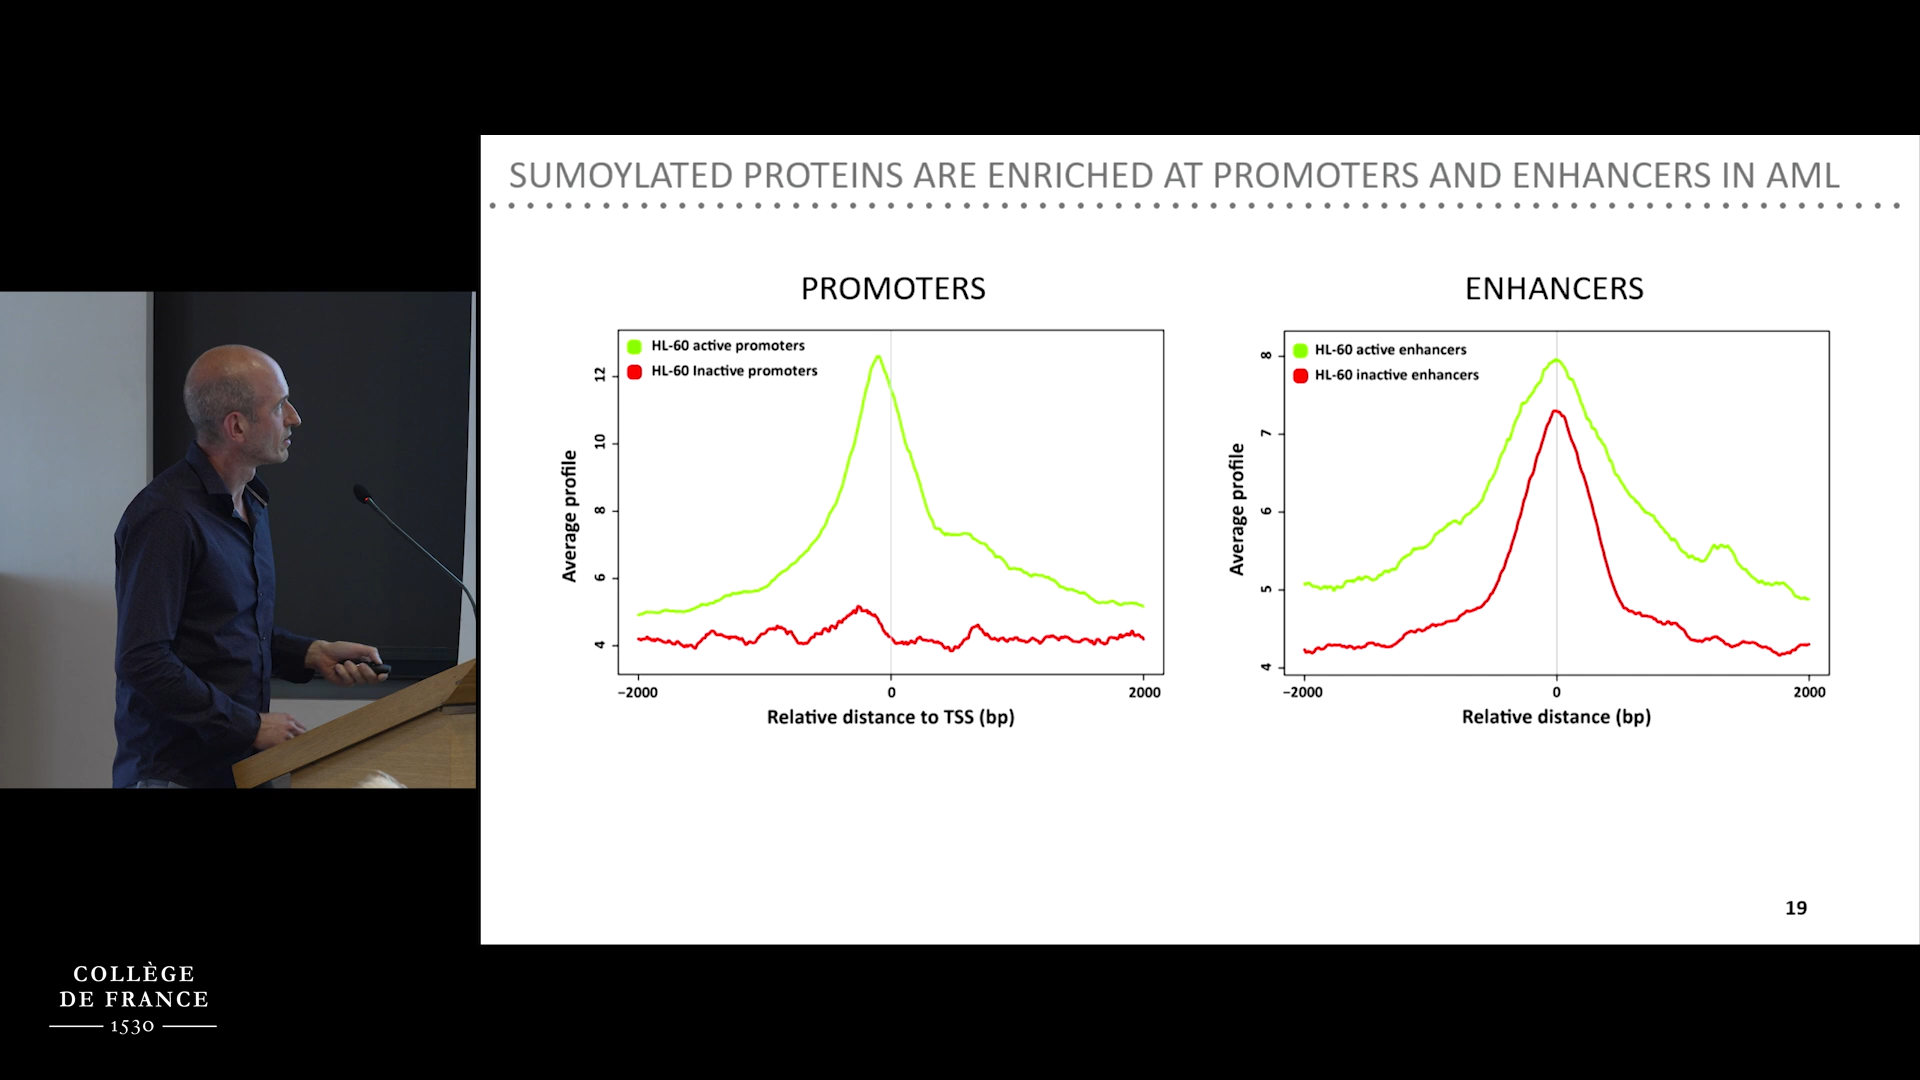 SUMOYLATED PROTEINS ARE ENRICHED AT PROMOTERS AND ENHANCERS IN AML
PROMOTERS
HL-60 active promoters
HL-60 Inactive promoters
12
10
8
6
4
Average profile
−2000
0
2000
Relative distance to TSS (bp)
ENHANCERS
HL-60 active enhancers
HL-60 inactive enhancers
8
7
6
5
4
Average profile
−2000
0
2000
Relative distance (bp)
19
COLLÈGE
DE FRANCE
1530